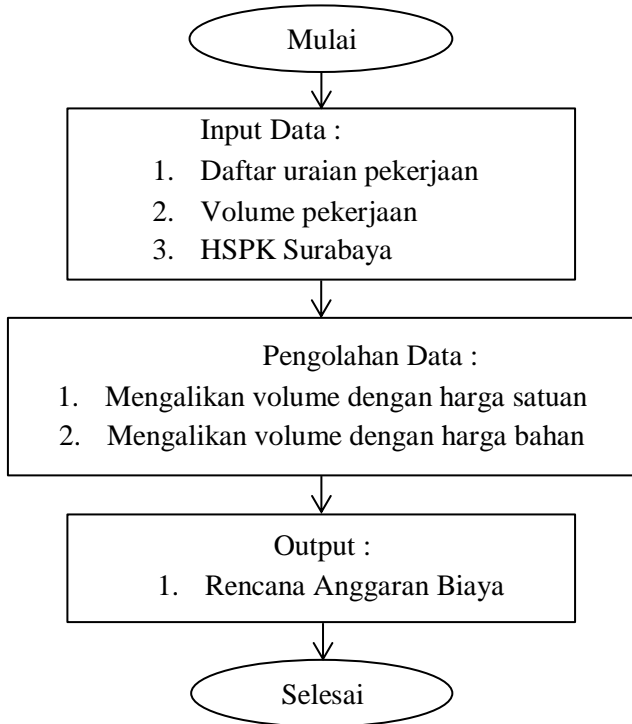 Mulai
Input Data :
1. Daftar uraian pekerjaan
2. Volume pekerjaan
3. HSPK Surabaya
Pengolahan Data :
1. Mengalikan volume dengan harga satuan
2. Mengalikan volume dengan harga bahan
Output :
1. Rencana Anggaran Biaya
Selesai